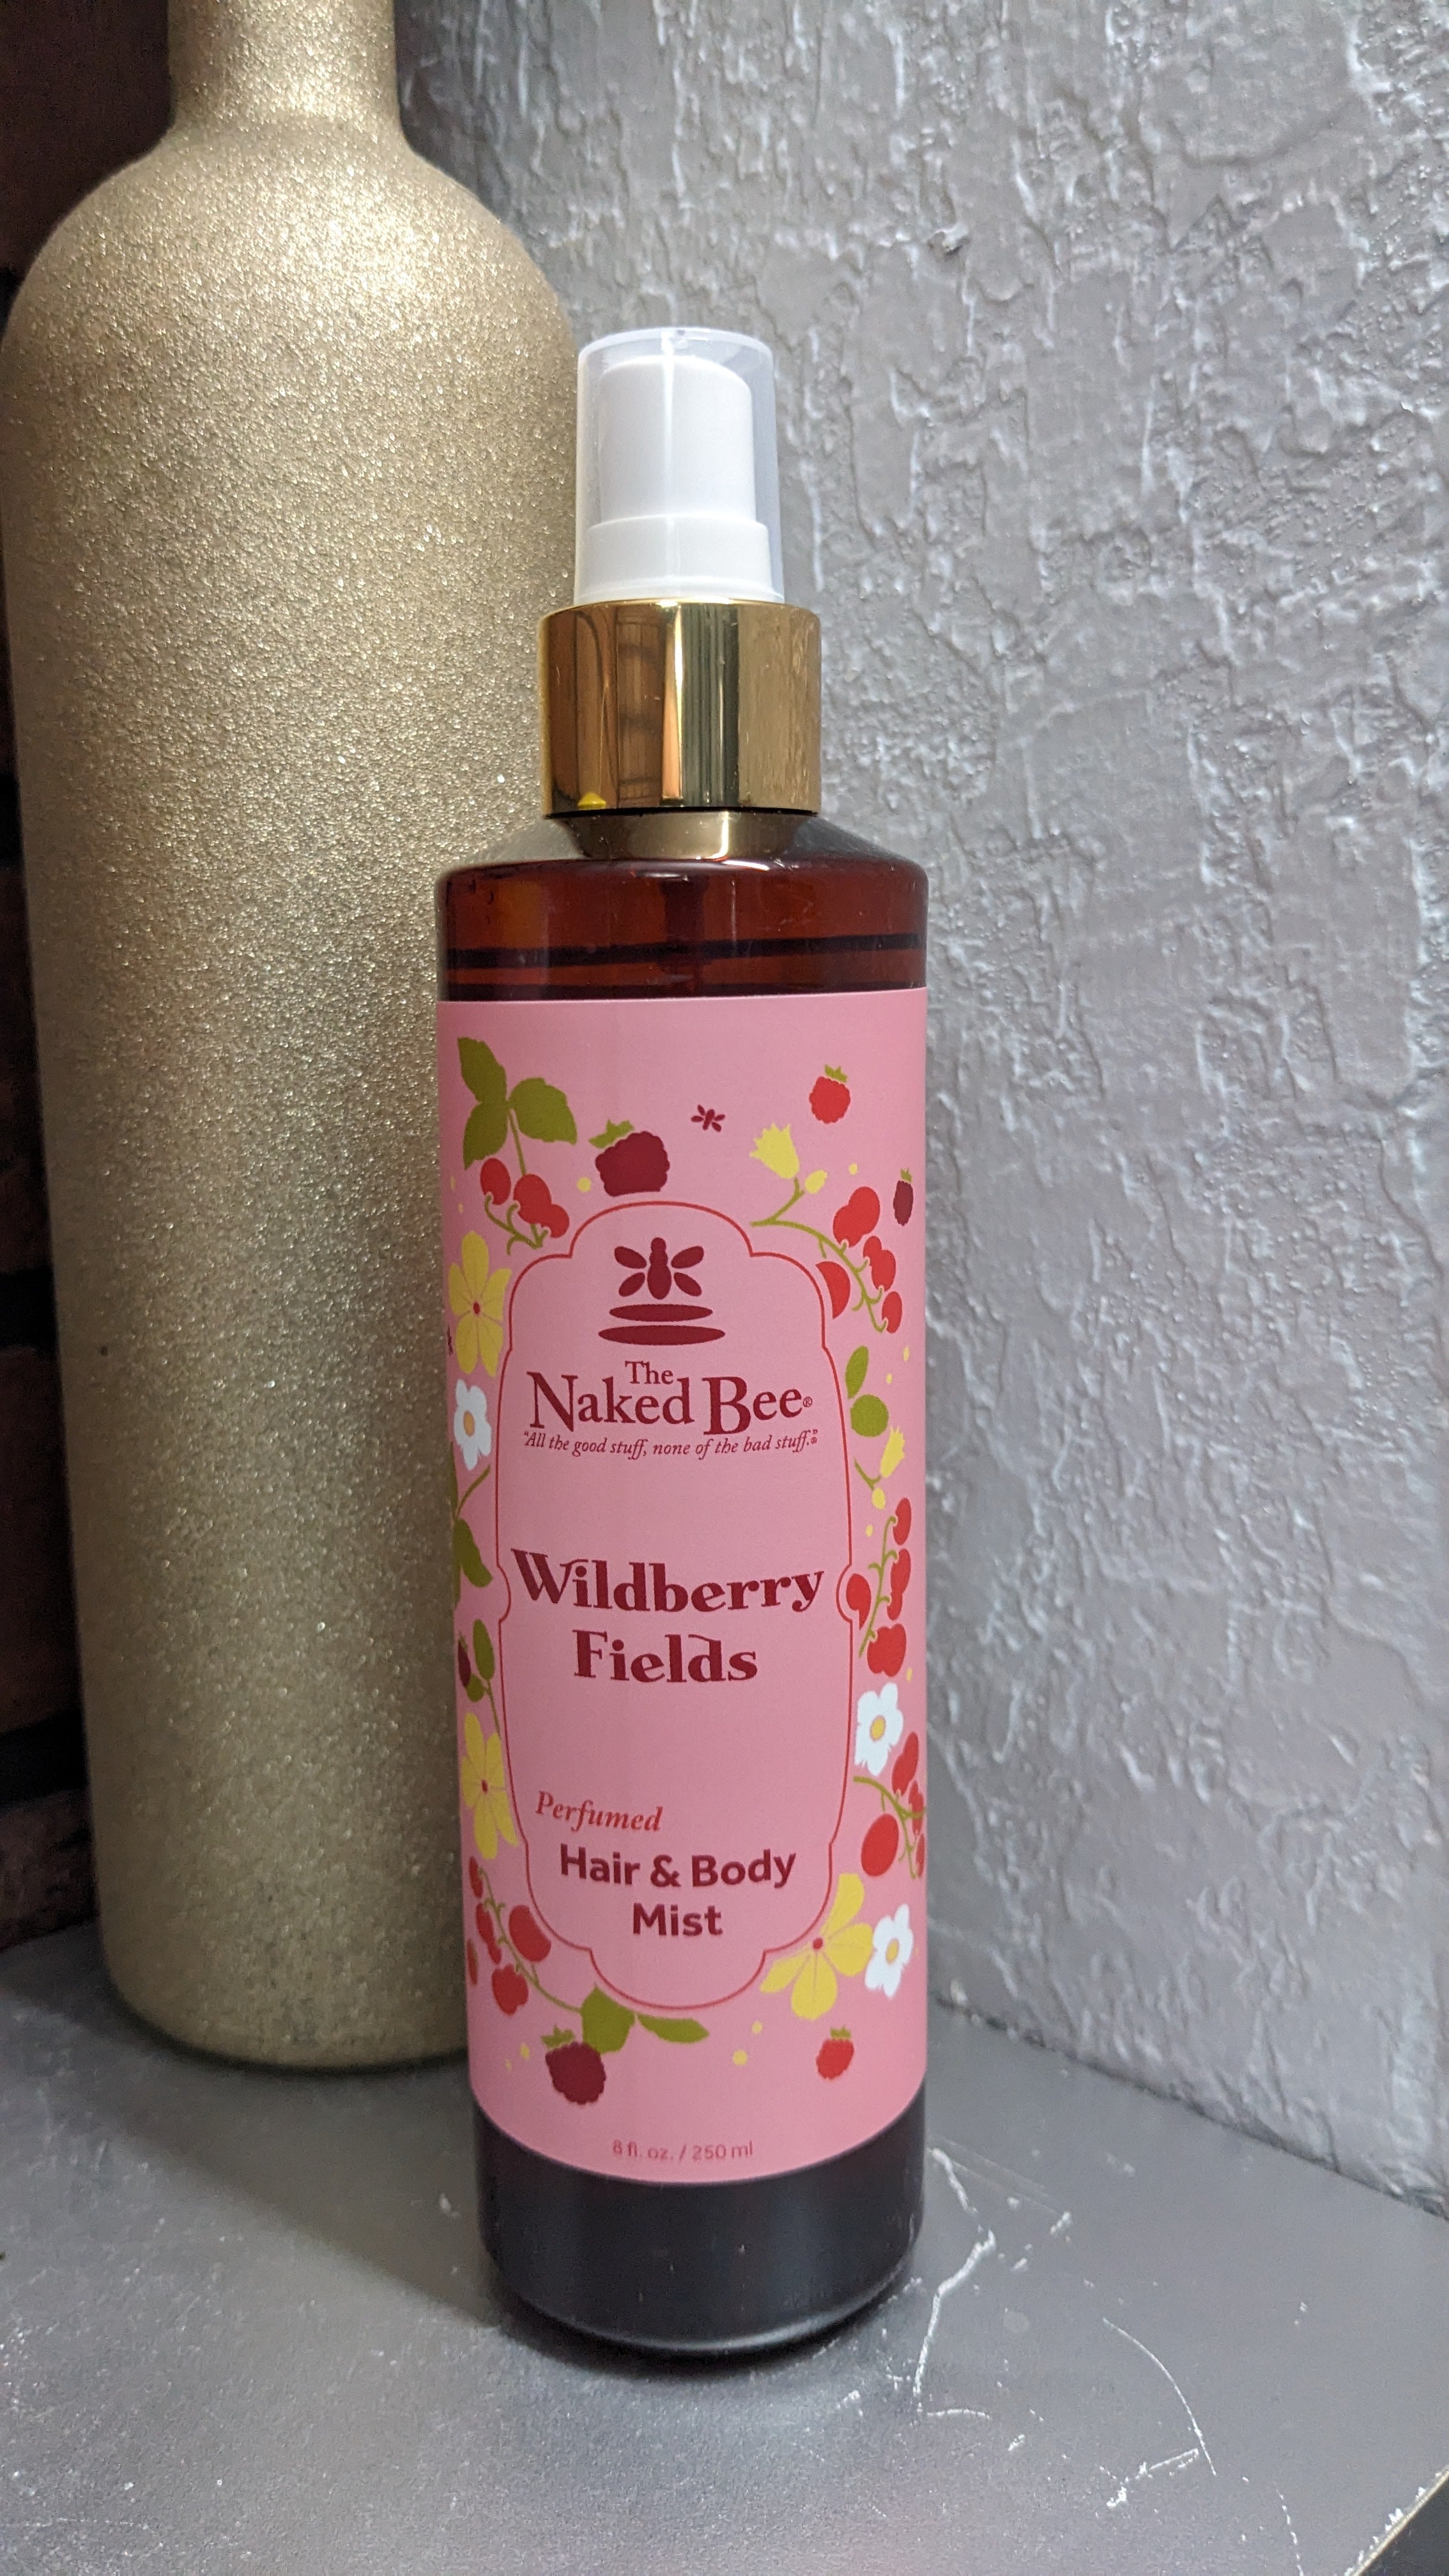 The
Naked Bee®
"All the good stuff, none of the bad stuff."®
Wildberry
Fields
Perfumed
Hair & Body
Mist
8 fl. oz. / 250 ml